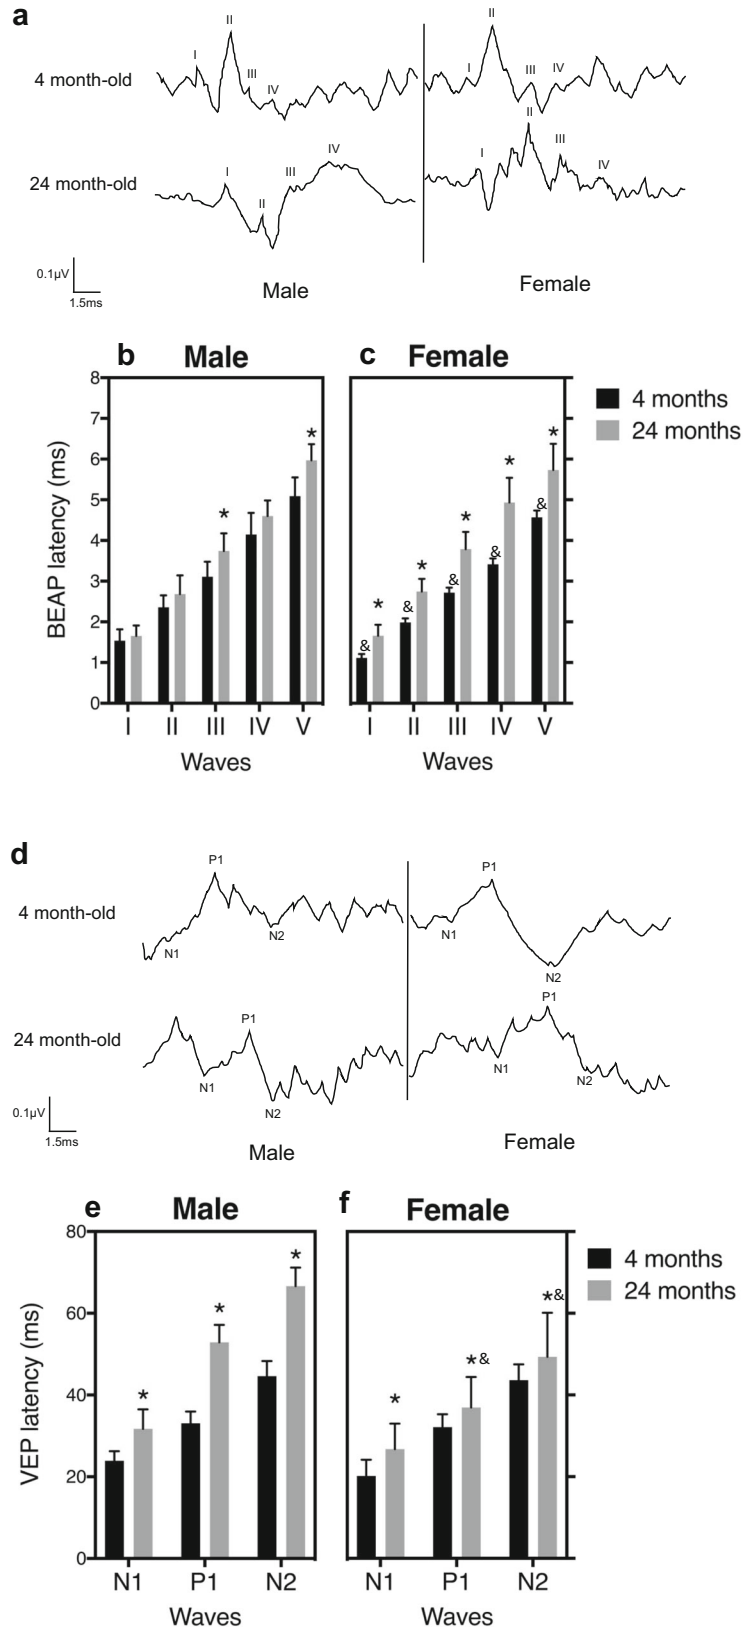 a
II
I
III
IV
4 month-old
II
I
III
IV
24 month-old
I
II
III
IV
I
II
III
IV
0.1µV
1.5ms
Male
Female
b
Male
c
Female
8
7
6
5
4
3
2
1
0
BEAP latency (ms)
*
*
&
*
&
*
&
*
&
*
&
*
4 months
24 months
I II III IV V
I II III IV V
Waves
Waves
d
P1
P1
4 month-old
N1
N2
N1
N2
24 month-old
P1
N1
N2
P1
N1
N2
0.1µV
1.5ms
Male
Female
e
Male
f
Female
80
60
40
20
0
VEP latency (ms)
*
*
*
*
*&
*&
4 months
24 months
N1 P1 N2
N1 P1 N2
Waves
Waves